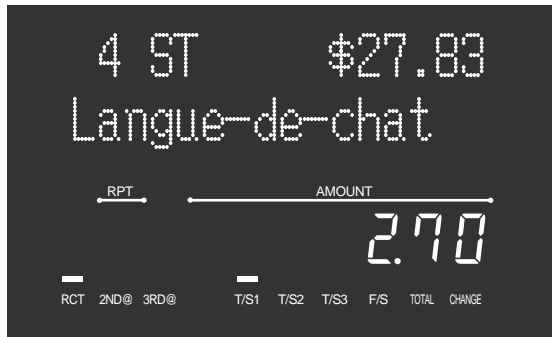 4 ST $27.83
Langue-de-chat
RPT AMOUNT
2.70
RCT 2ND@ 3RD@ T/S1 T/S2 T/S3 F/S TOTAL CHANGE